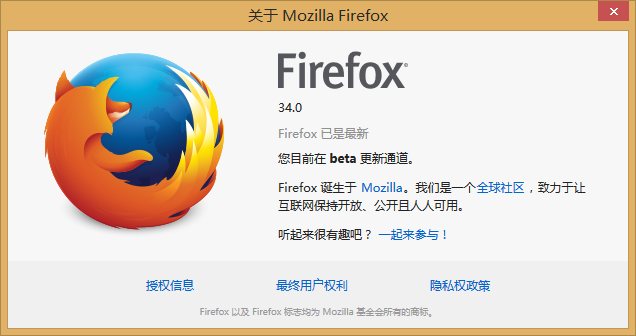 关于 Mozilla Firefox
Firefox®
34.0
Firefox 已是最新
您目前在 beta 更新通道。
Firefox 诞生于 Mozilla。我们是一个全球社区，致力于让
互联网保持开放、公开且人人可用。
听起来很有趣吧？ 一起来参与！
授权信息 最终用户权利 隐私权政策
Firefox 以及 Firefox 标志均为 Mozilla 基金会所有的商标。